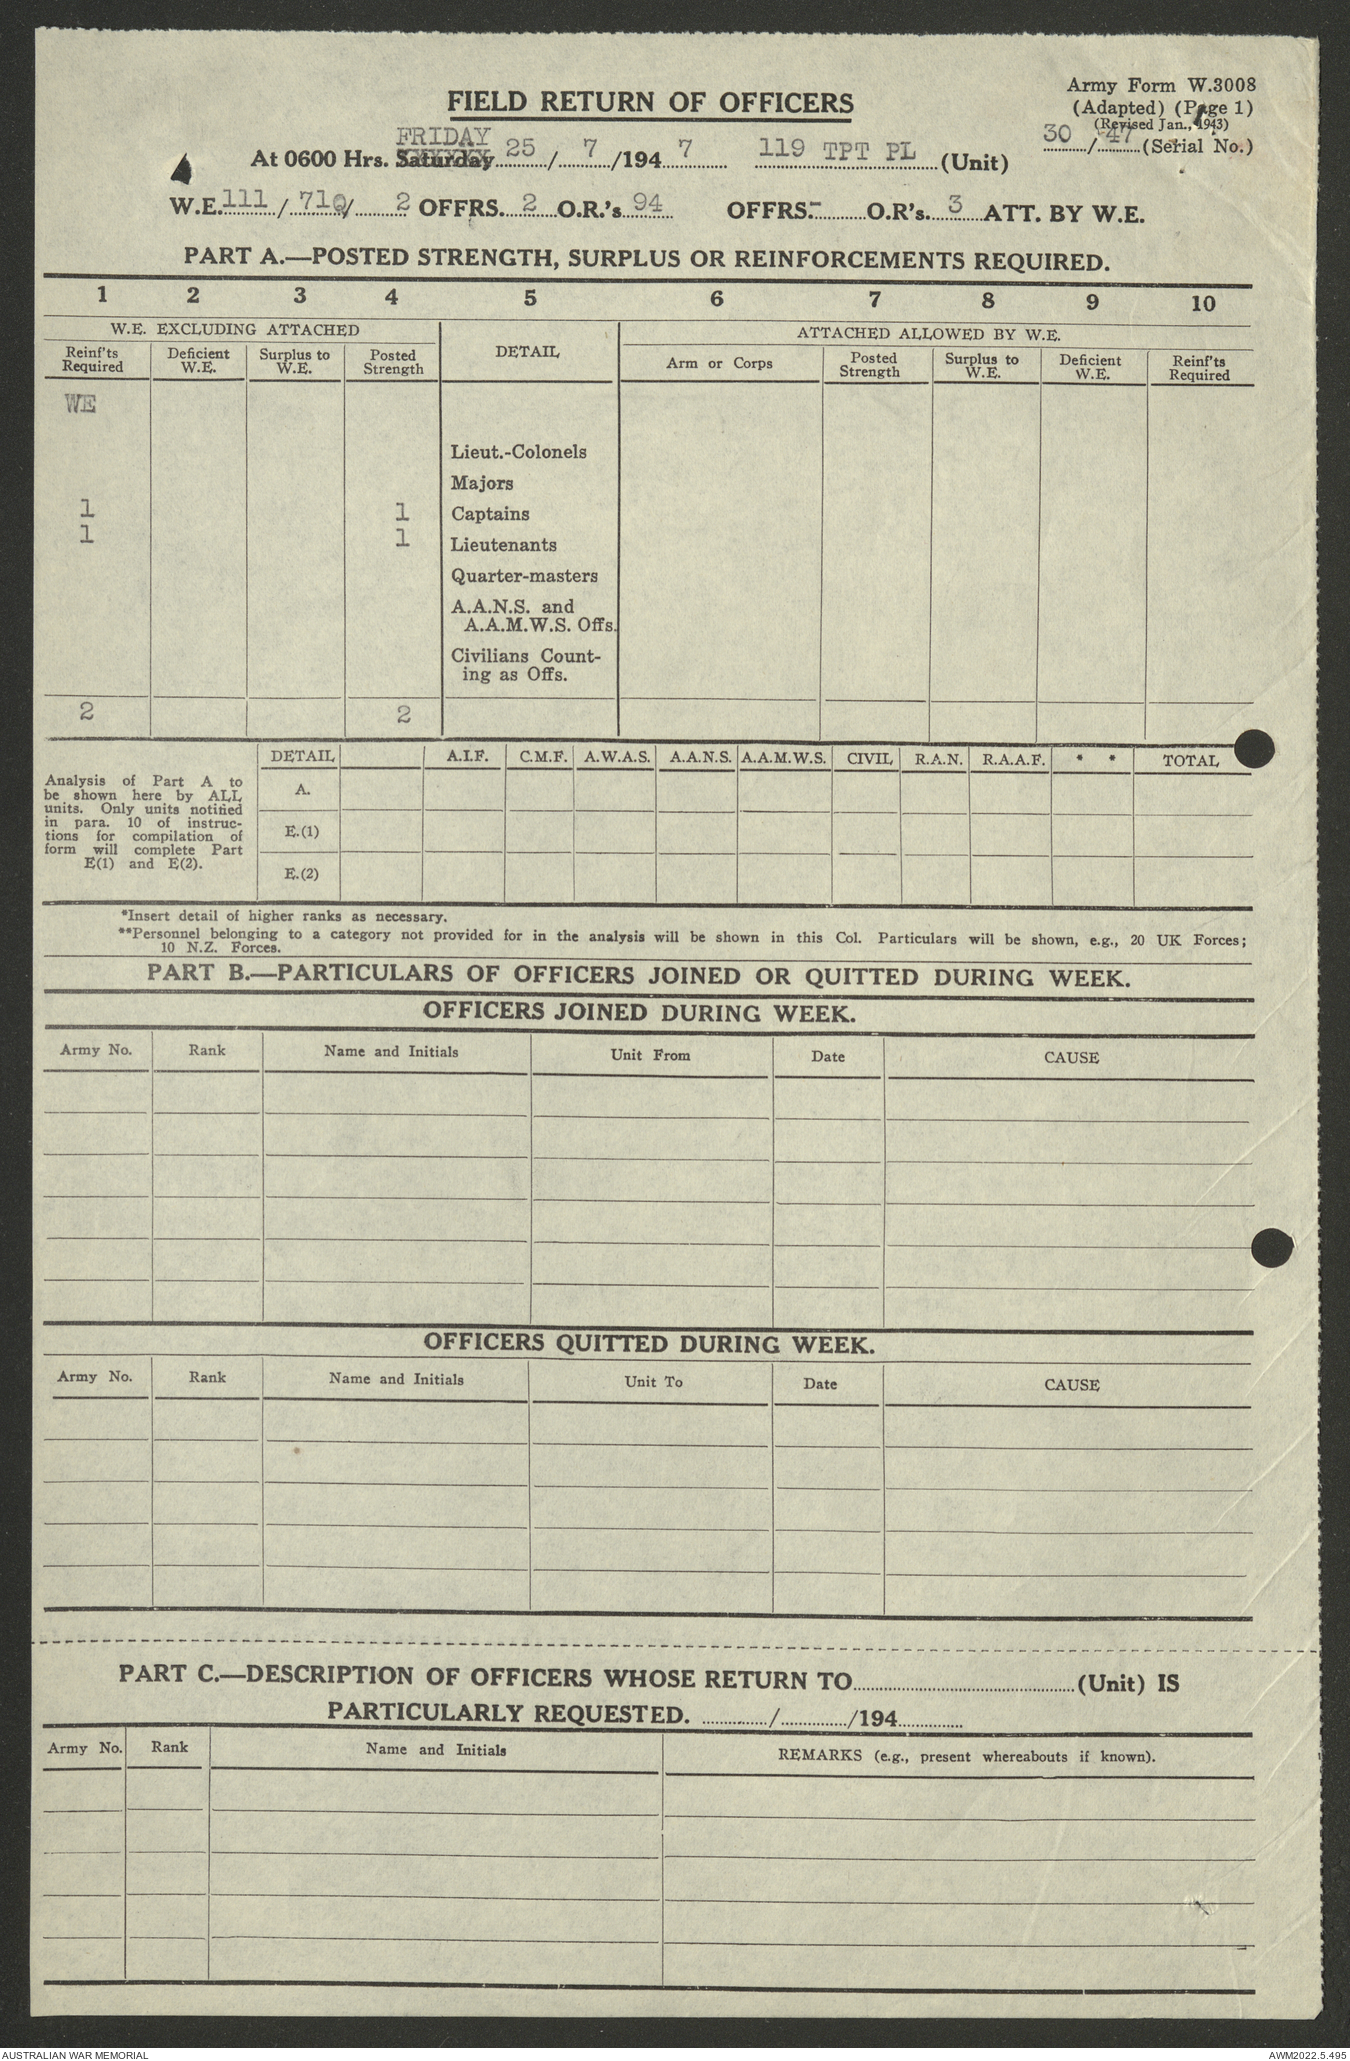 Army Form W.3008
FIELD RETURN OF OFFICERS
(Adapted) (Page 1)
(Revised Jan., 1943)
FRIDAY
At 0600 Hrs. Saturday 25 / 7 /194 7 119 TPT PL (Unit)
30 / 47 (Serial No.)
W.E. 111 / 71Q/ 2 OFFRS. 2 O.R.'s 94 OFFRS. - O.R's. 3 ATT. BY W.E.
PART A.—POSTED STRENGTH, SURPLUS OR REINFORCEMENTS REQUIRED.
1 2 3 4 5 6 7 8 9 10
W.E. EXCLUDING ATTACHED DETAIL ATTACHED ALLOWED BY W.E.
Reinf'ts Required Deficient W.E. Surplus to W.E. Posted Strength Arm or Corps Posted Strength Surplus to W.E. Deficient W.E. Reinf'ts Required
WE
Lieut.-Colonels
Majors
1 1 Captains
1 1 Lieutenants
Quarter-masters
A.A.N.S. and
A.A.M.W.S. Offs.
Civilians Count-
ing as Offs.
2 2
DETAIL A.I.F. C.M.F. A.W.A.S. A.A.N.S. A.A.M.W.S. CIVIL R.A.N. R.A.A.F. * * TOTAL
Analysis of Part A to
be shown here by ALL
units. Only units notified
in para. 10 of instruc-
tions for compilation of
form will complete Part
E(1) and E(2).
A.
E.(1)
E.(2)
*Insert detail of higher ranks as necessary.
**Personnel belonging to a category not provided for in the analysis will be shown in this Col. Particulars will be shown, e.g., 20 UK Forces;
10 N.Z. Forces.
PART B.—PARTICULARS OF OFFICERS JOINED OR QUITTED DURING WEEK.
OFFICERS JOINED DURING WEEK.
Army No. Rank Name and Initials Unit From Date CAUSE
OFFICERS QUITTED DURING WEEK.
Army No. Rank Name and Initials Unit To Date CAUSE
PART C.—DESCRIPTION OF OFFICERS WHOSE RETURN TO (Unit) IS
PARTICULARLY REQUESTED. / /194
Army No. Rank Name and Initials REMARKS (e.g., present whereabouts if known).
AUSTRALIAN WAR MEMORIAL AWM2022.5.495